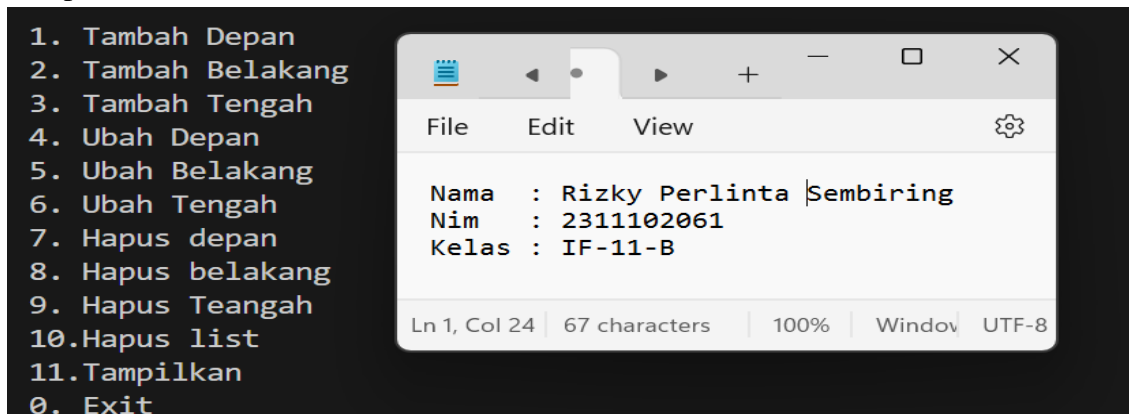 1. Tambah Depan
2. Tambah Belakang
3. Tambah Tengah
4. Ubah Depan
5. Ubah Belakang
6. Ubah Tengah
7. Hapus depan
8. Hapus belakang
9. Hapus Teangah
10.Hapus list
11.Tampilkan
0. Exit
File Edit View
Nama : Rizky Perlinta Sembiring
Nim : 2311102061
Kelas : IF-11-B
Ln 1, Col 24 67 characters 100% Window UTF-8